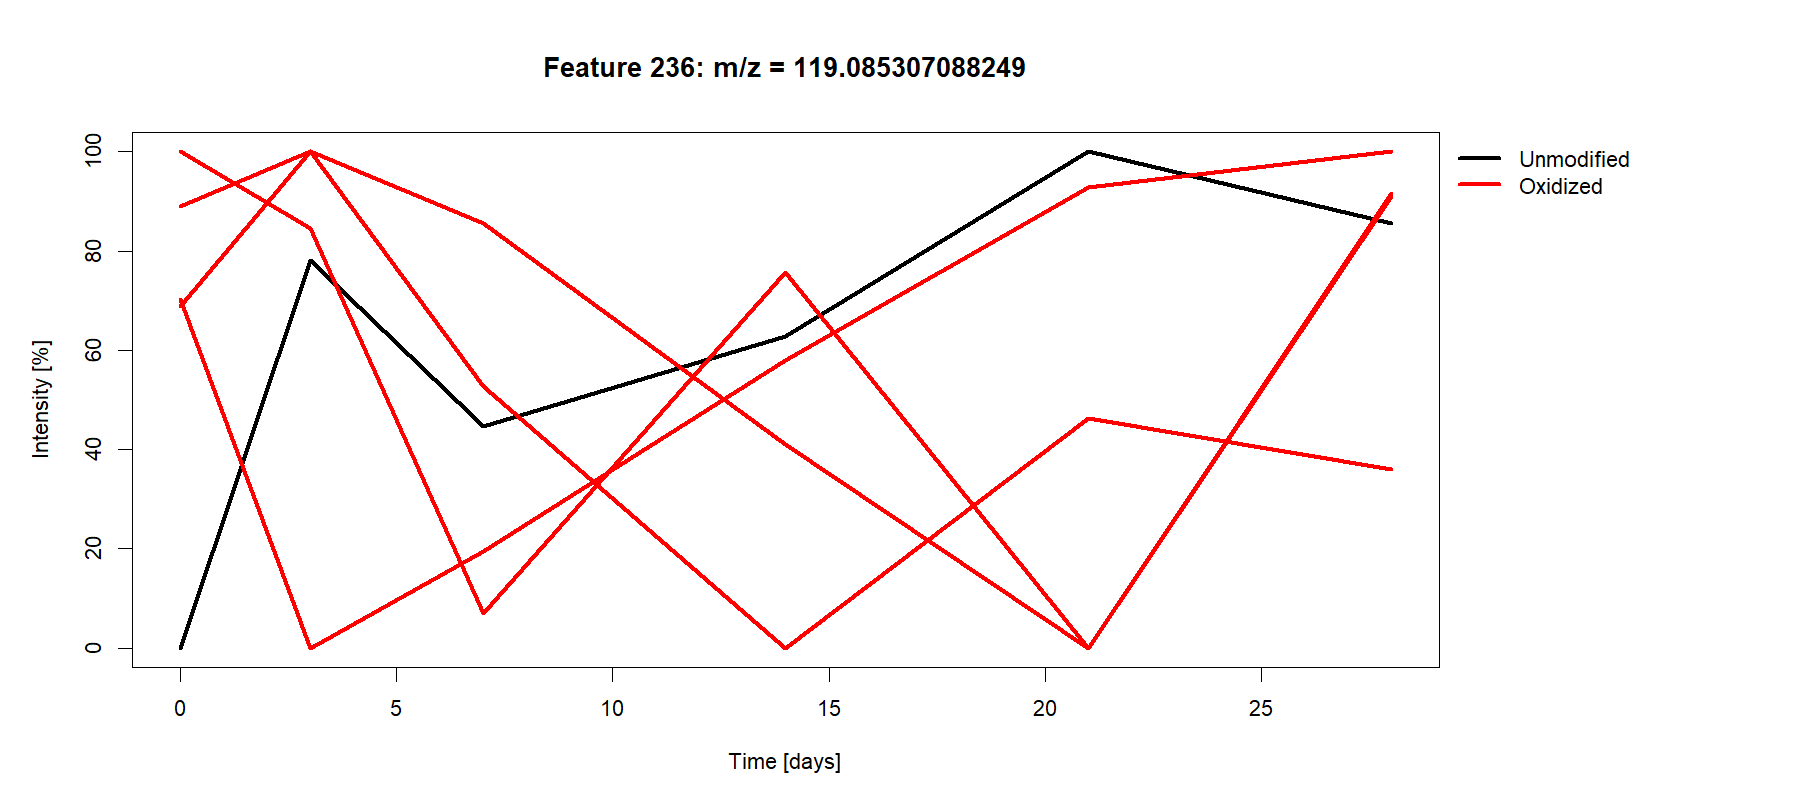 Feature 236: m/z = 119.085307088249
Unmodified
Oxidized
Intensity [%]
100
80
60
40
20
0
0 5 10 15 20 25
Time [days]